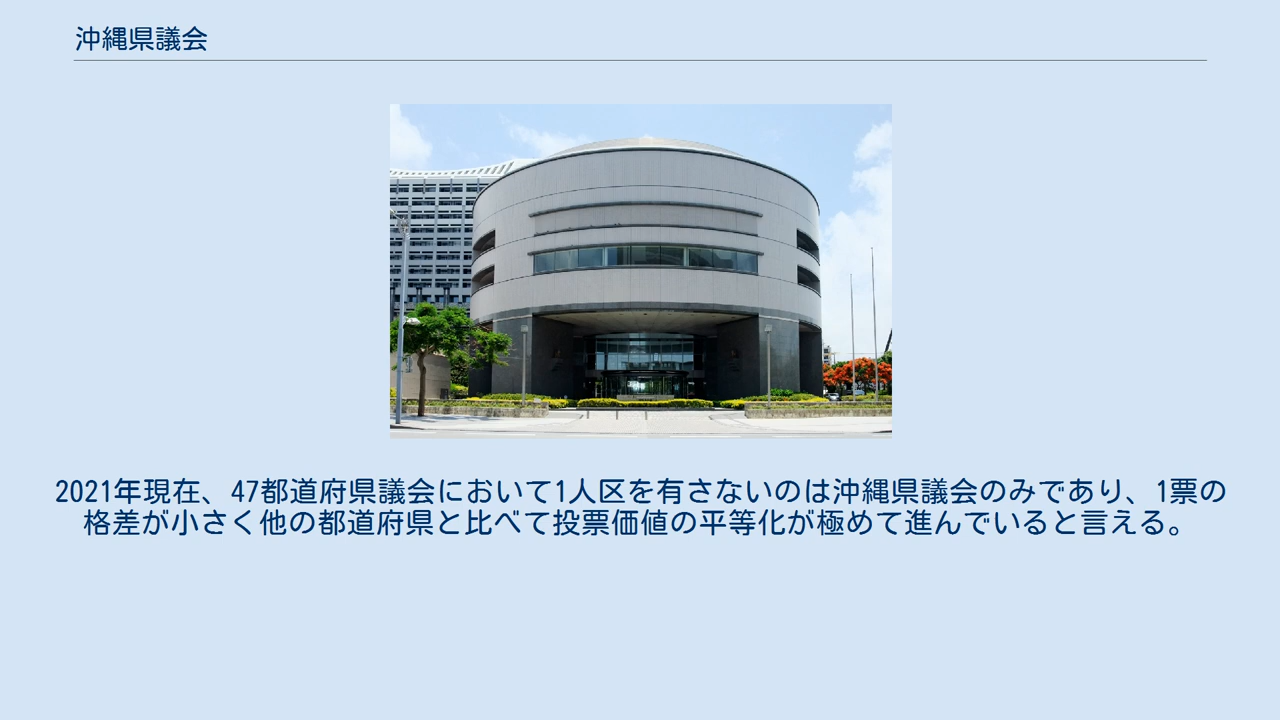 沖縄県議会
2021年現在、47都道府県議会において1人区を有さないのは沖縄県議会のみであり、1票の
格差が小さく他の都道府県と比べて投票価値の平等化が極めて進んでいると言える。